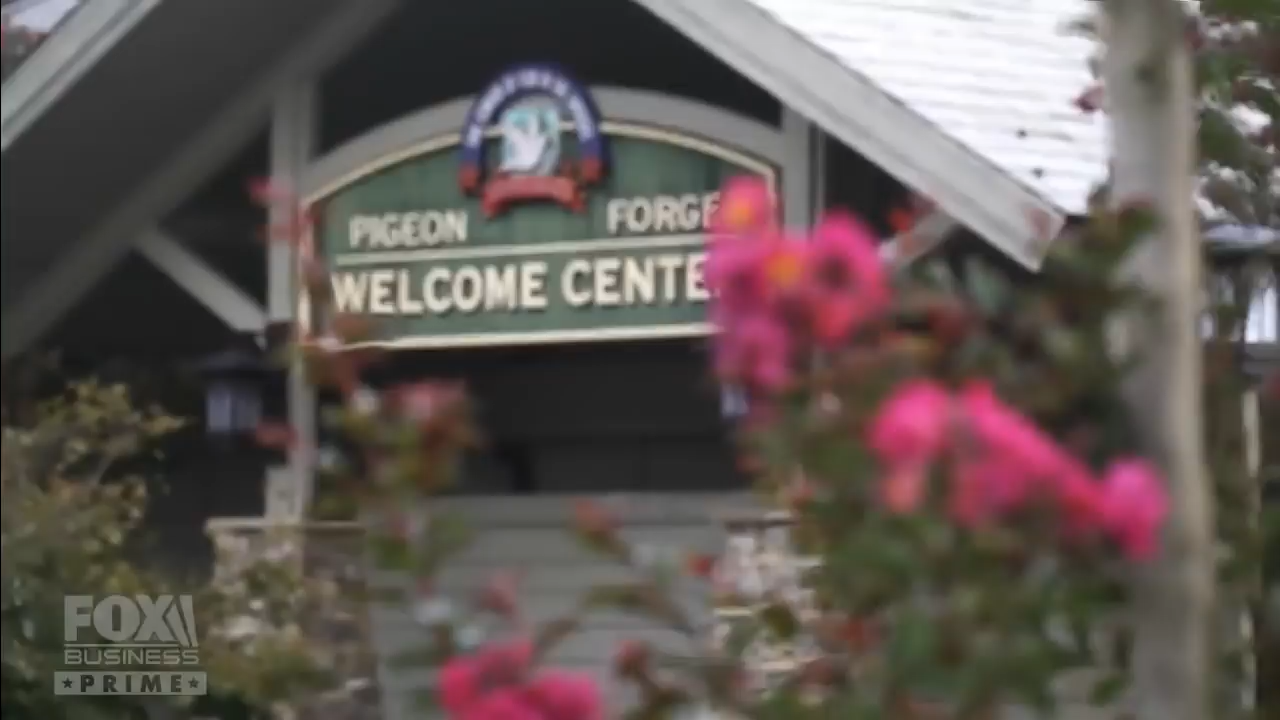 PIGEON FORGE
WELCOME CENTE
FOX
BUSINESS
★PRIME★